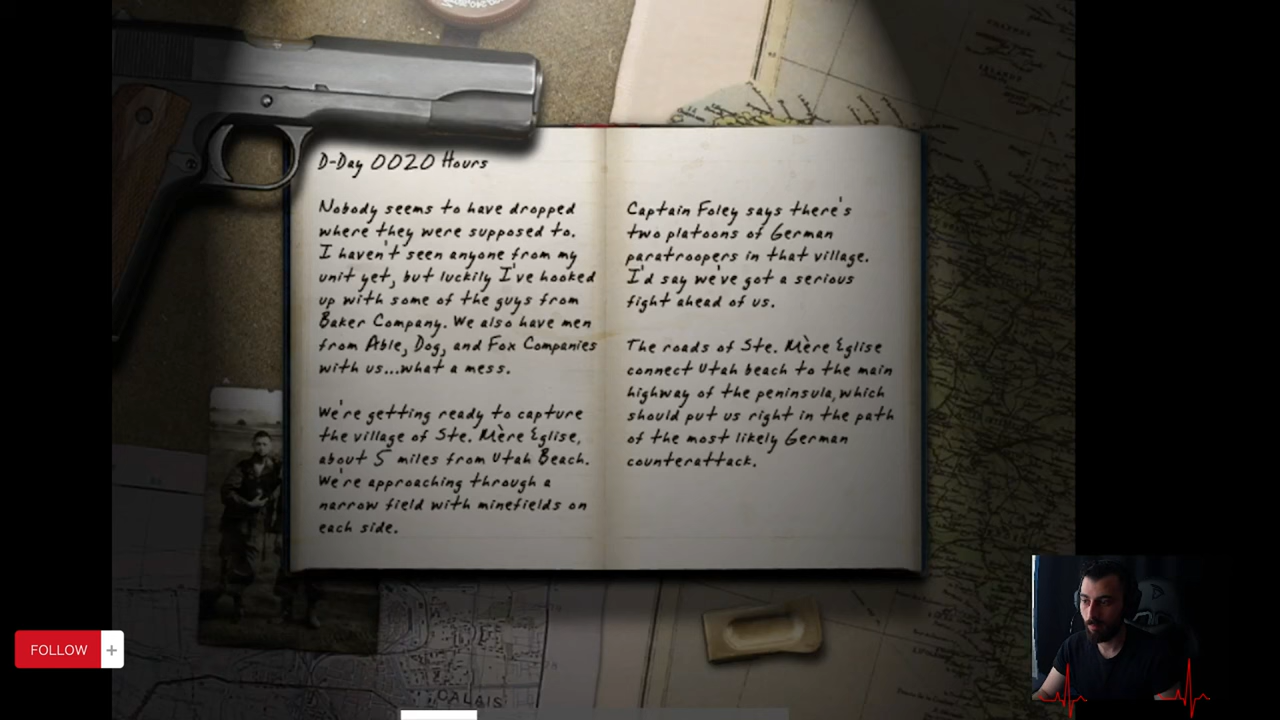 D-Day 0020 Hours
Nobody seems to have dropped
where they were supposed to.
I haven't seen anyone from my
unit yet, but luckily I've hooked
up with some of the guys from
Baker Company. We also have men
from Able, Dog, and Fox Companies
with us...what a mess.
We're getting ready to capture
the village of Ste. Mère Eglise,
about 5 miles from Utah Beach.
We're approaching through a
narrow field with minefields on
each side.
Captain Foley says there's
two platoons of German
paratroopers in that village.
I'd say we've got a serious
fight ahead of us.
The roads of Ste. Mère Eglise
connect Utah beach to the main
highway of the peninsula, which
should put us right in the path
of the most likely German
counterattack.
CALAIS
FOLLOW +